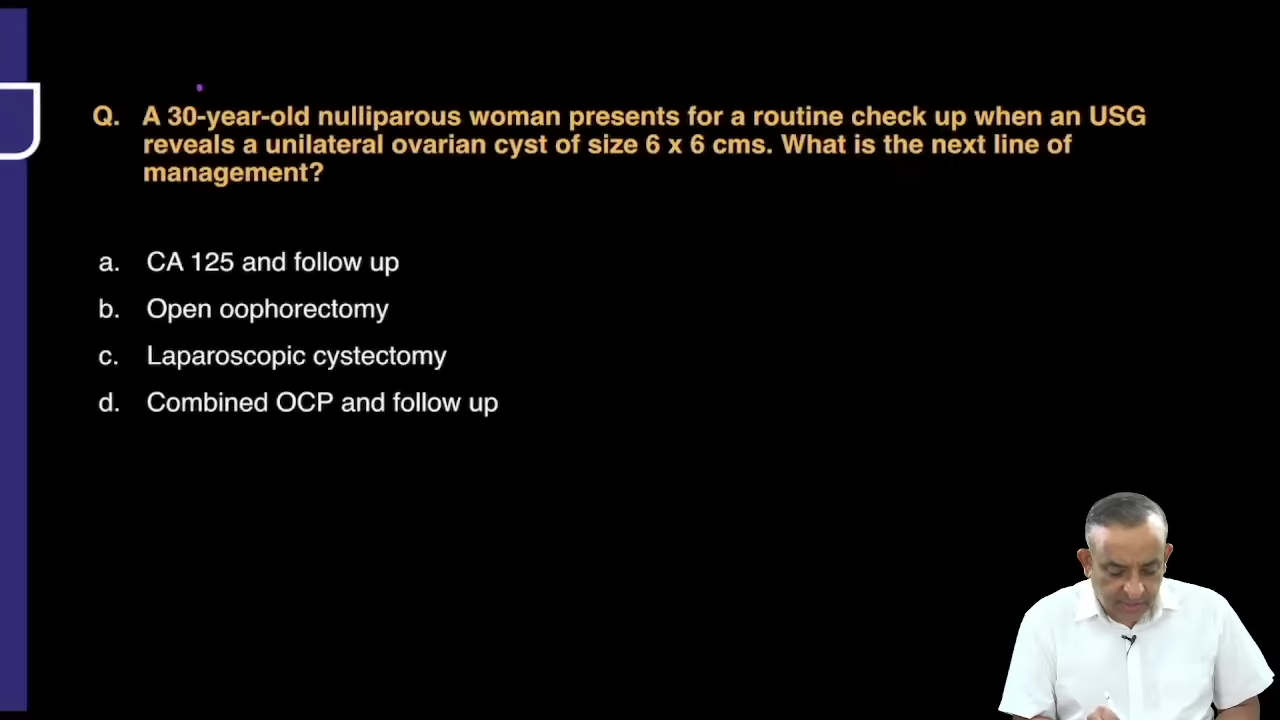 Q. A 30-year-old nulliparous woman presents for a routine check up when an USG
reveals a unilateral ovarian cyst of size 6 x 6 cms. What is the next line of
management?
a. CA 125 and follow up
b. Open oophorectomy
c. Laparoscopic cystectomy
d. Combined OCP and follow up